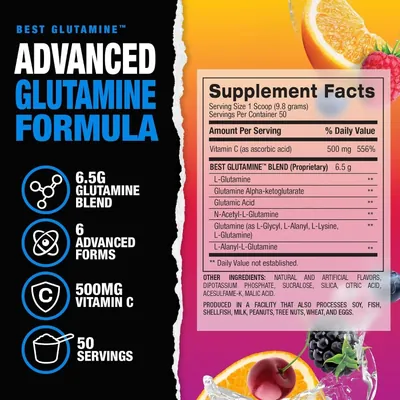 BEST GLUTAMINE™
ADVANCED
GLUTAMINE
FORMULA
6.5G
GLUTAMINE
BLEND
6
ADVANCED
FORMS
500MG
VITAMIN C
50
SERVINGS
Supplement Facts
Serving Size 1 Scoop (9.8 grams)
Servings Per Container 50
Amount Per Serving % Daily Value
Vitamin C (as ascorbic acid) 500 mg 556%
BEST GLUTAMINE™ BLEND (Proprietary) 6.5 g
L-Glutamine **
Glutamine Alpha-ketoglutarate **
Glutamic Acid **
N-Acetyl-L-Glutamine **
Glutamine (as L-Glycyl, L-Alanyl, L-Lysine,
L-Glutamine) **
L-Alanyl-L-Glutamine **
** Daily Value not established.
OTHER INGREDIENTS: NATURAL AND ARTIFICIAL FLAVORS,
DIPOTASSIUM PHOSPHATE, SUCRALOSE, SILICA, CITRIC ACID,
ACESULFAME-K, MALIC ACID.
PRODUCED IN A FACILITY THAT ALSO PROCESSES SOY, FISH,
SHELLFISH, MILK, PEANUTS, TREE NUTS, WHEAT, AND EGGS.